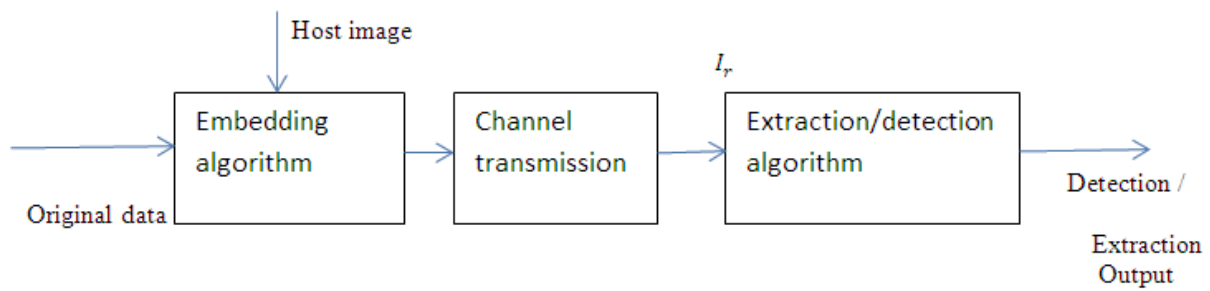 Host image
I_r
Embedding
algorithm
Channel
transmission
Extraction/detection
algorithm
Original data
Detection /
Extraction
Output